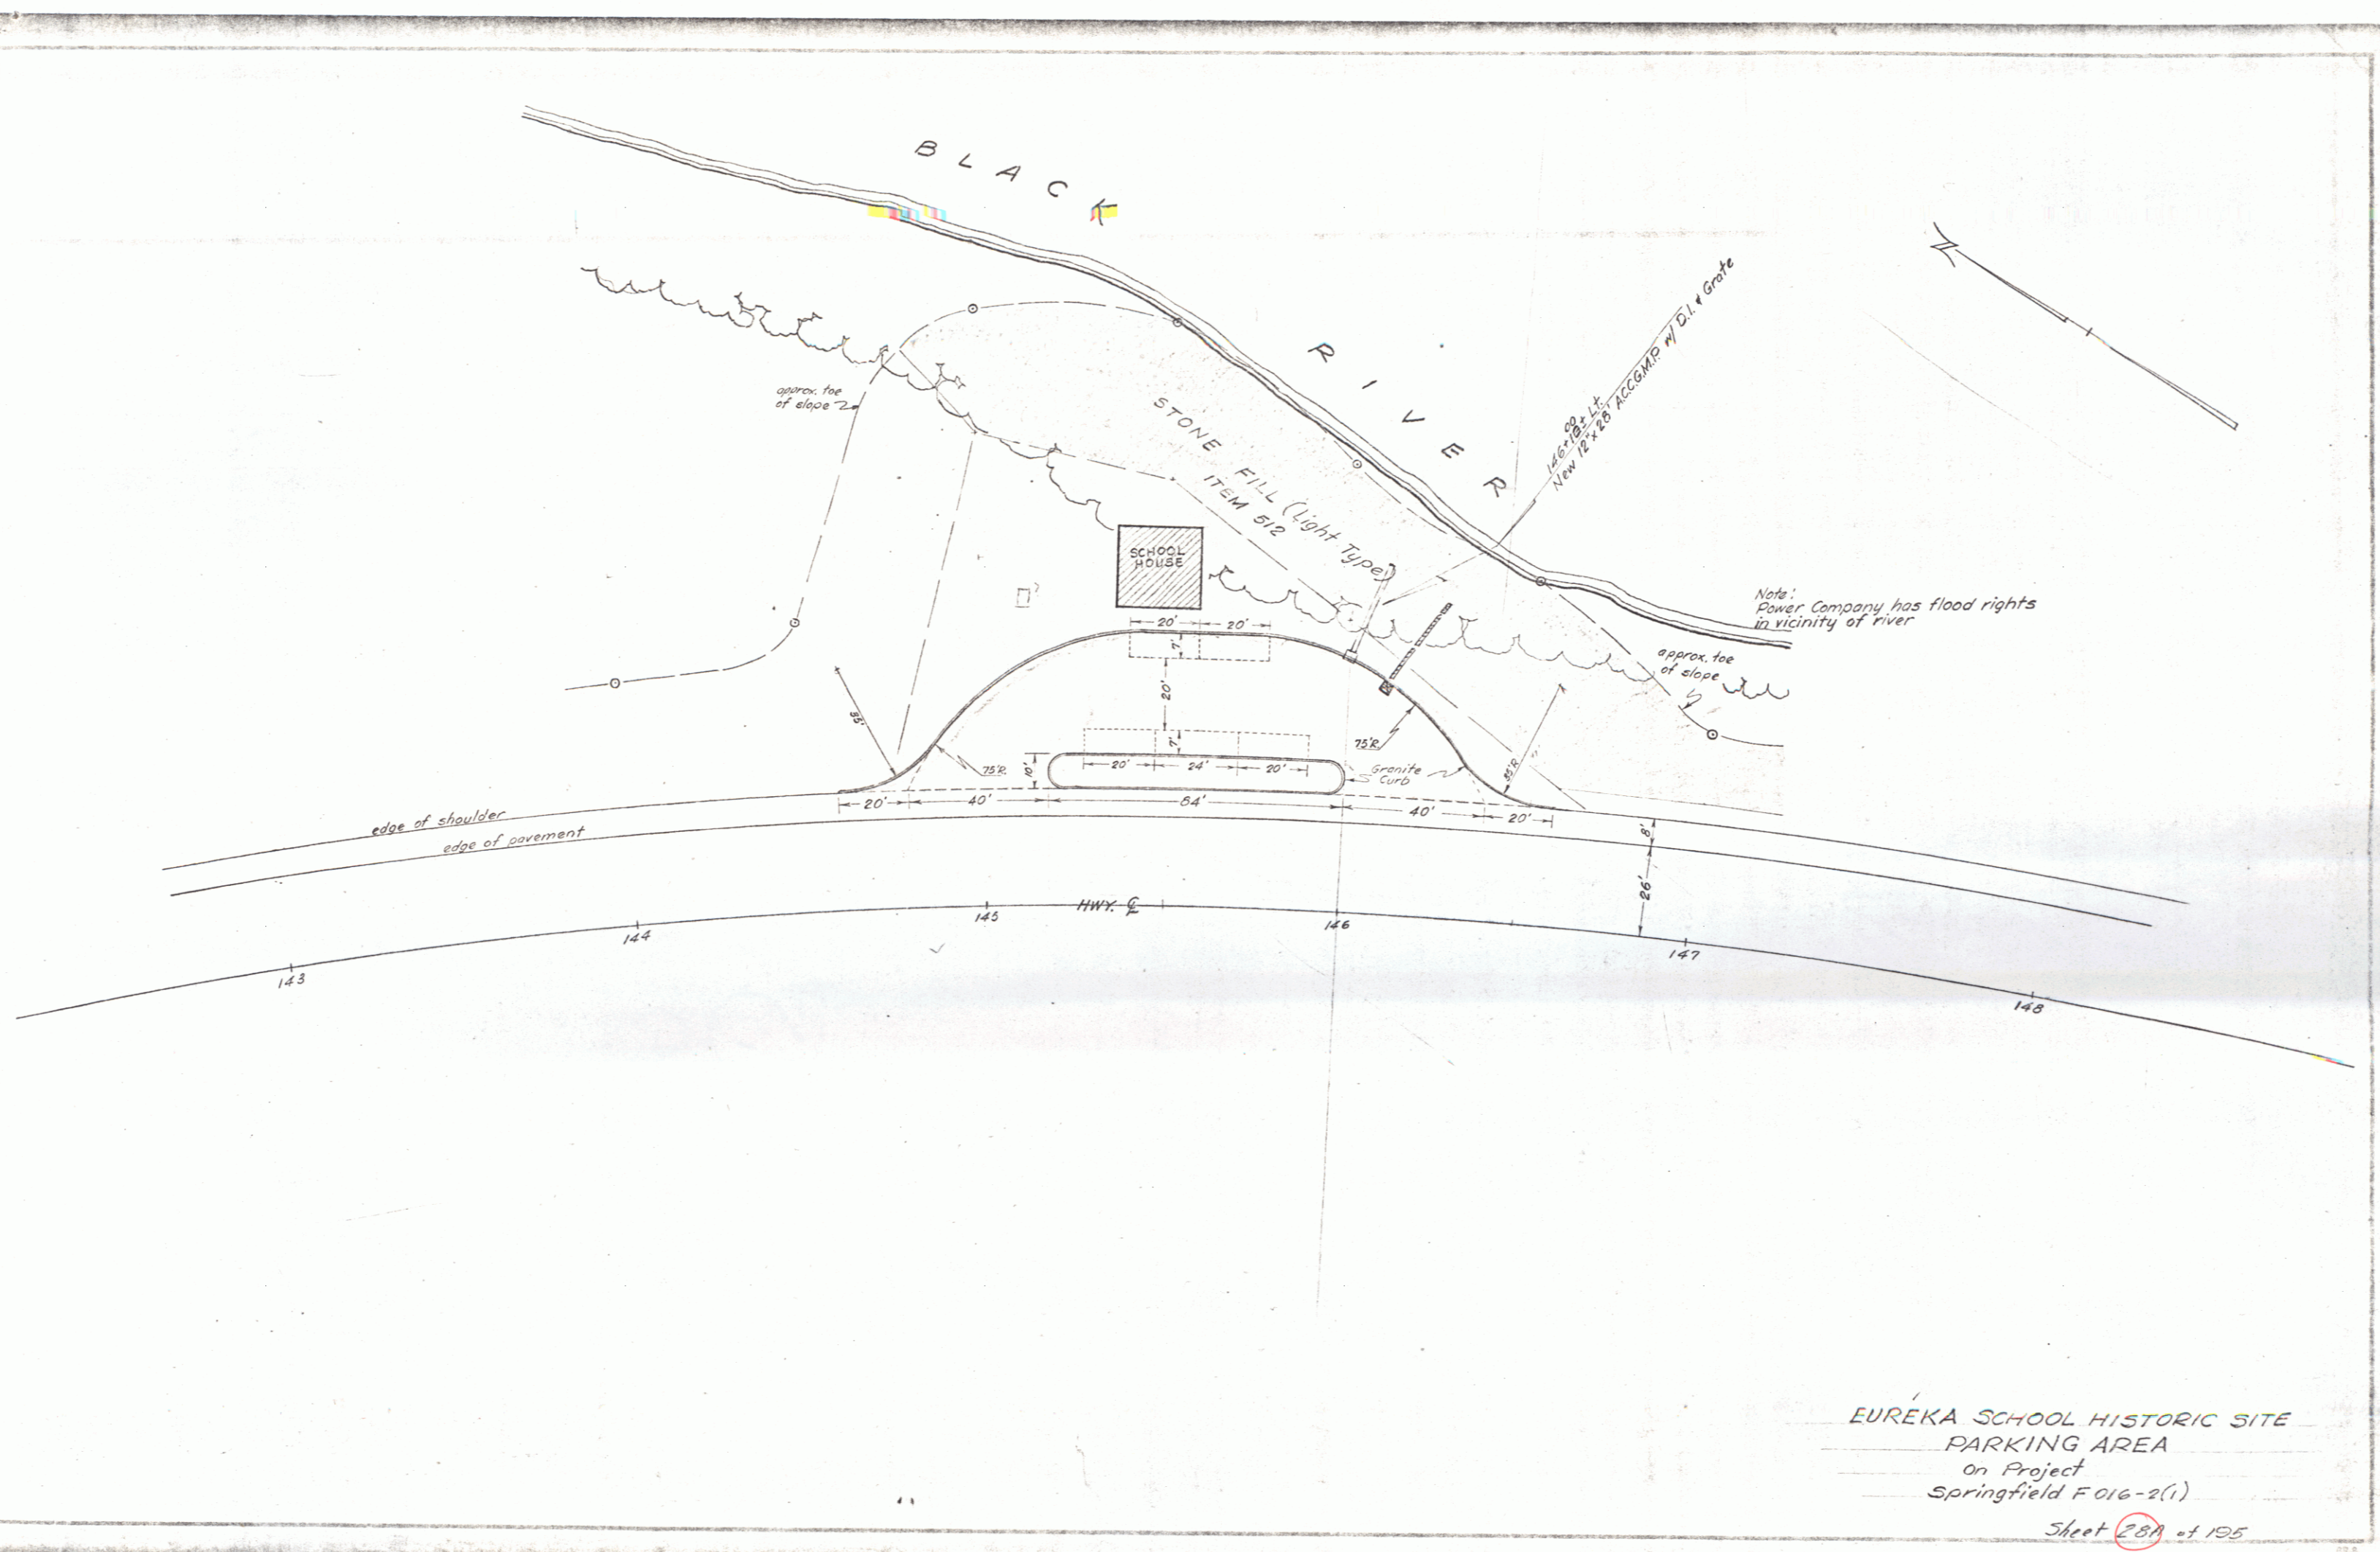 BLACK
RIVER
146+18± Lt.
00
New 12"x28' A.C.C.G.M.P. w/ D.I. & Grate
approx. toe
of slope
STONE FILL (Light Type)
ITEM 512
SCHOOL
HOUSE
Note:
Power Company has flood rights
in vicinity of river
approx. toe
of slope
20' 20'
7'
20'
35'
75'R.
7'
10'
20' 24' 20'
75'R.
Granite
Curb
35'R
20' 40' 84' 40' 20'
edge of shoulder
edge of pavement
8'
26'
HWY. ℄
143
144
145
146
147
148
EUREKA SCHOOL HISTORIC SITE
PARKING AREA
on Project
Springfield F 016-2(1)
Sheet 28A of 195